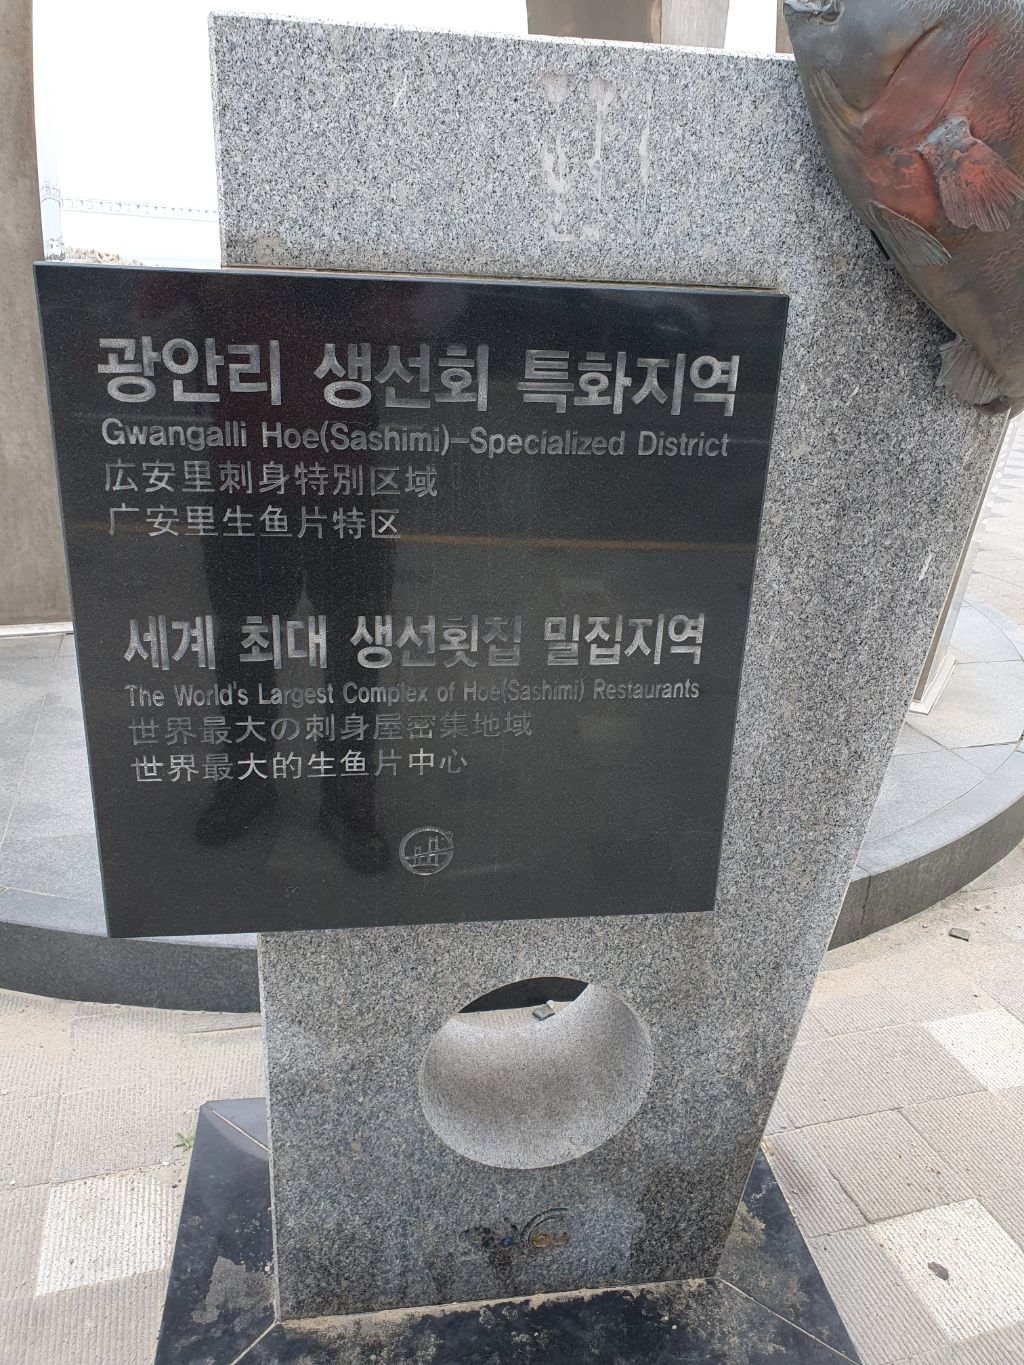 광안리 생선회 특화지역
Gwangalli Hoe(Sashimi)-Specialized District
広安里刺身特別区域
广安里生鱼片特区
세계 최대 생선횟집 밀집지역
The World's Largest Complex of Hoe(Sashimi) Restaurants
世界最大の刺身屋密集地域
世界最大的生鱼片中心